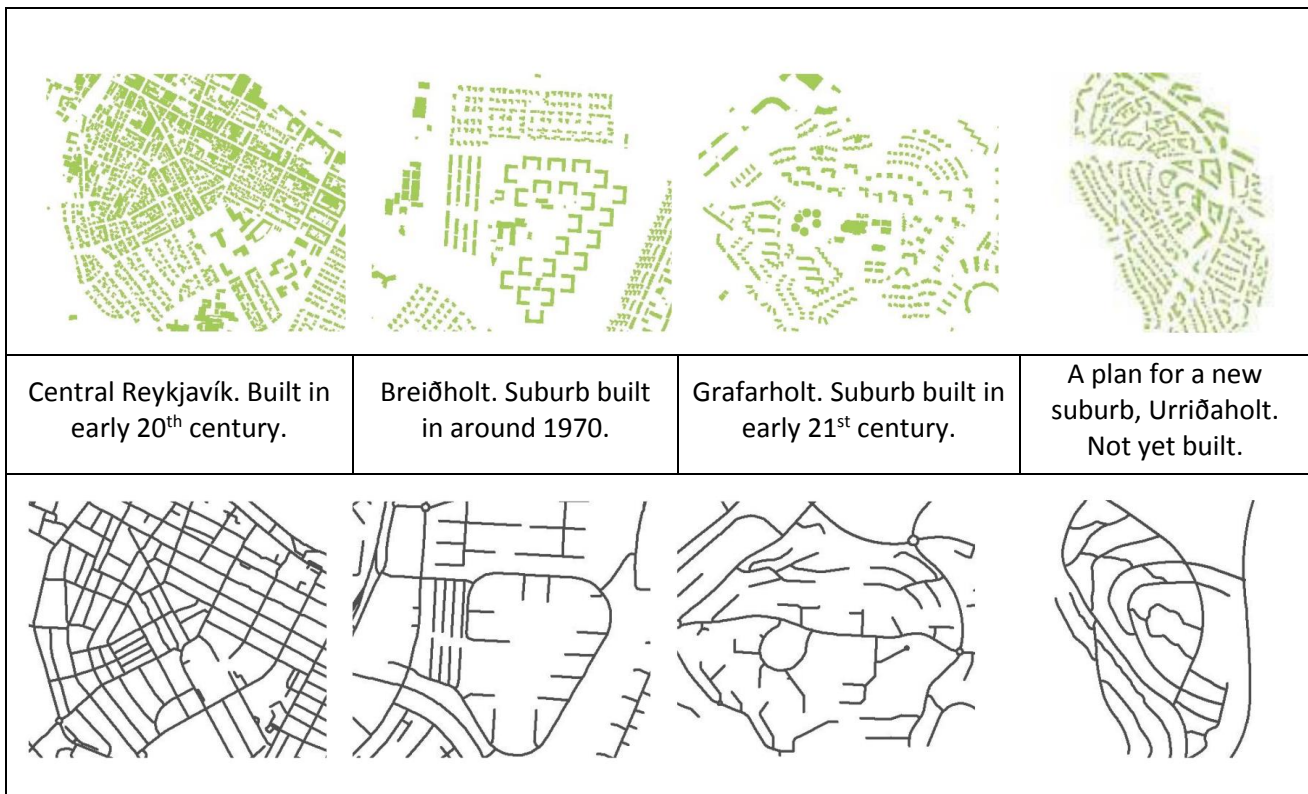 Central Reykjavík. Built in
early 20th century.
Breiðholt. Suburb built
in around 1970.
Grafarholt. Suburb built in
early 21st century.
A plan for a new
suburb, Urriðaholt.
Not yet built.